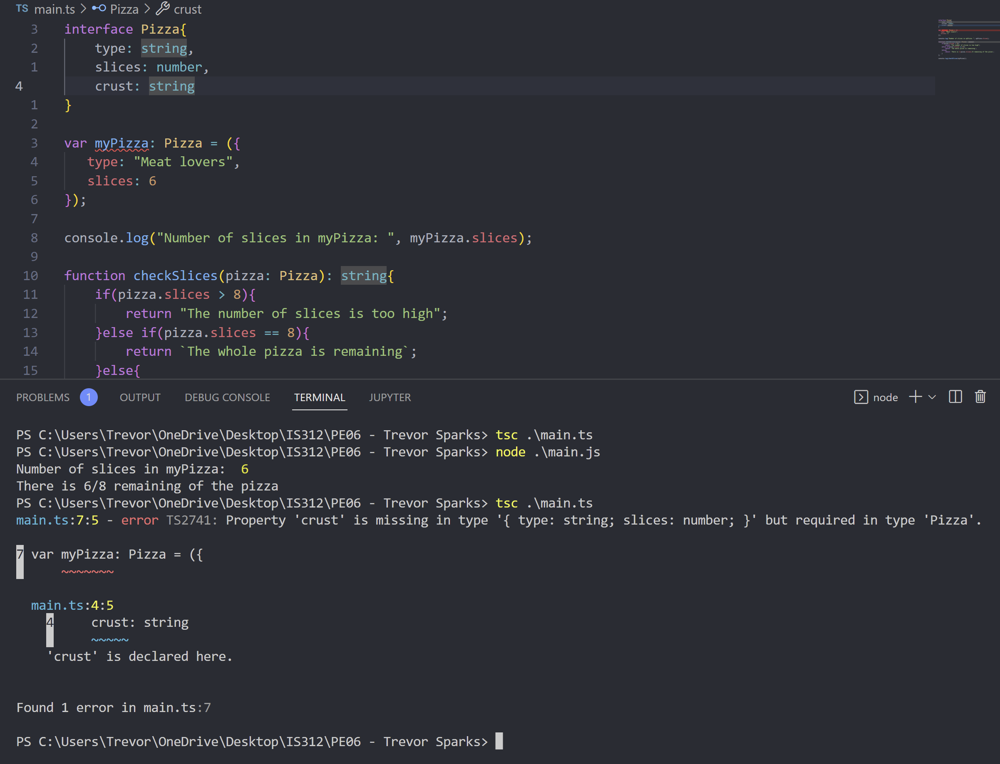 TS main.ts > Pizza > crust
3 interface Pizza{
2 type: string,
1 slices: number,
4 crust: string
1 }
2
3 var myPizza: Pizza = ({
4 type: "Meat lovers",
5 slices: 6
6 });
7
8 console.log("Number of slices in myPizza: ", myPizza.slices);
9
10 function checkSlices(pizza: Pizza): string{
11 if(pizza.slices > 8){
12 return "The number of slices is too high";
13 }else if(pizza.slices == 8){
14 return `The whole pizza is remaining`;
15 }else{
PROBLEMS 1 OUTPUT DEBUG CONSOLE TERMINAL JUPYTER node
PS C:\Users\Trevor\OneDrive\Desktop\IS312\PE06 - Trevor Sparks> tsc .\main.ts
PS C:\Users\Trevor\OneDrive\Desktop\IS312\PE06 - Trevor Sparks> node .\main.js
Number of slices in myPizza:  6
There is 6/8 remaining of the pizza
PS C:\Users\Trevor\OneDrive\Desktop\IS312\PE06 - Trevor Sparks> tsc .\main.ts
main.ts:7:5 - error TS2741: Property 'crust' is missing in type '{ type: string; slices: number; }' but required in type 'Pizza'.
7 var myPizza: Pizza = ({
~~~~~~~
main.ts:4:5
4 crust: string
~~~~~
'crust' is declared here.
Found 1 error in main.ts:7
PS C:\Users\Trevor\OneDrive\Desktop\IS312\PE06 - Trevor Sparks>